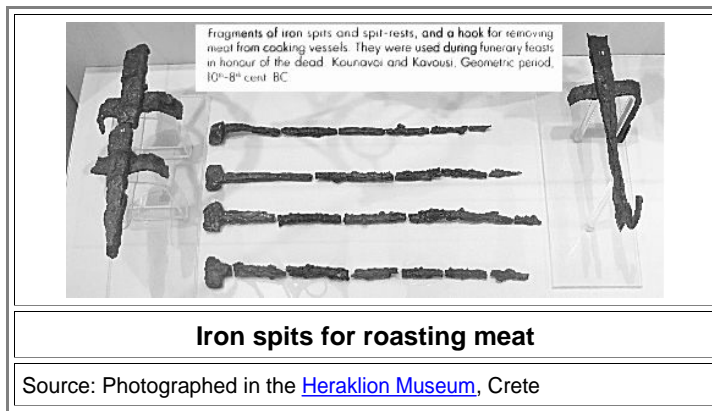 Fragments of iron spits and spit-rests, and a hook for removing
meat from cooking vessels. They were used during funerary feasts
in honour of the dead. Kounavoi and Kavousi, Geometric period,
10th-8th cent. BC
Iron spits for roasting meat
Source: Photographed in the Heraklion Museum, Crete